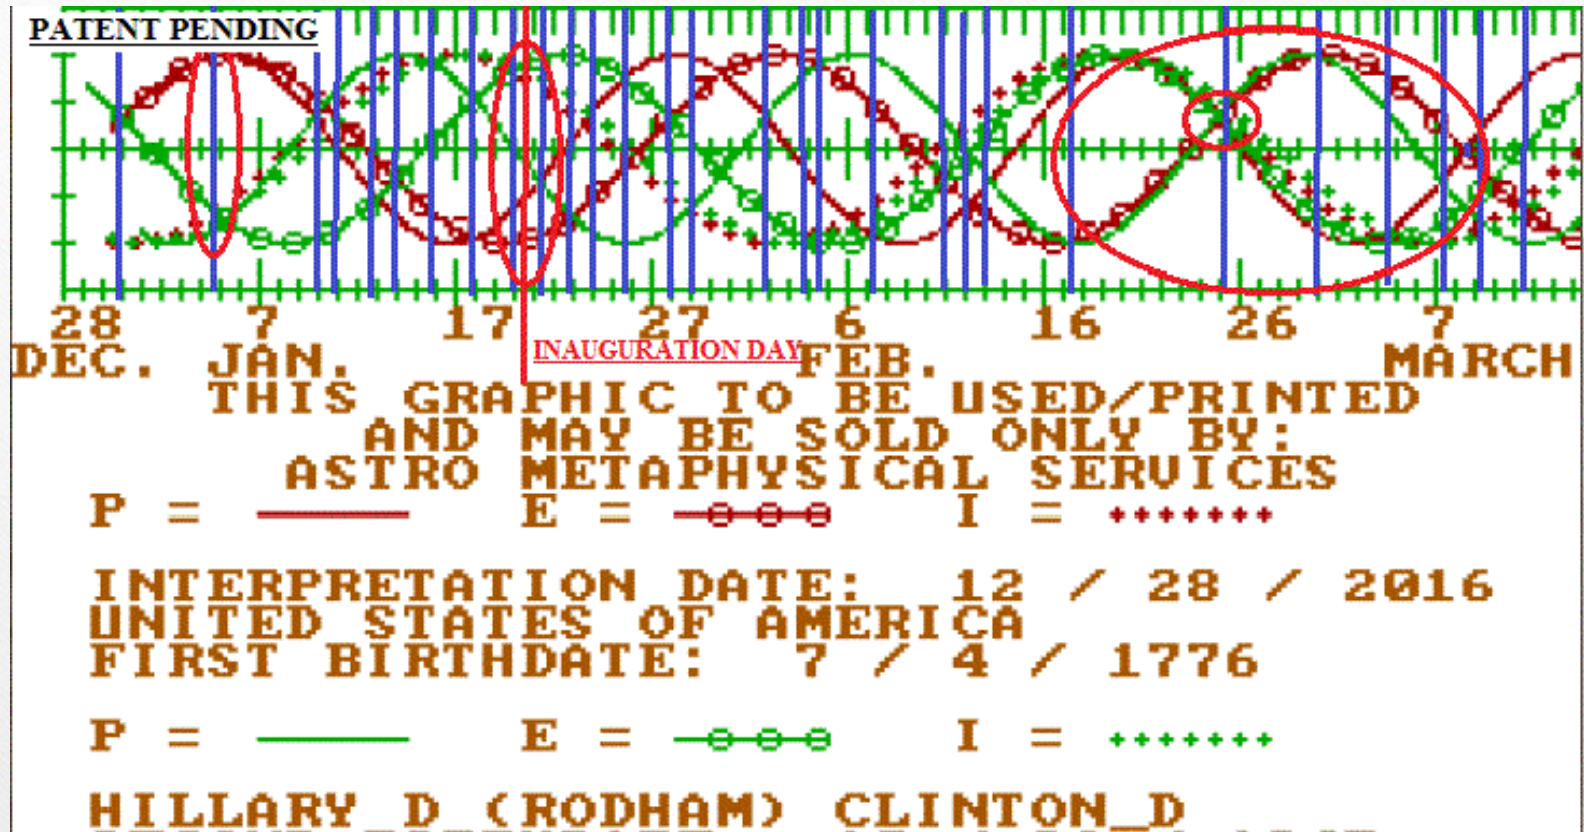 PATENT PENDING
28 7 17 27 6 16 26 7
INAUGURATION DAY
DEC. JAN. FEB. MARCH
THIS GRAPHIC TO BE USED/PRINTED
AND MAY BE SOLD ONLY BY:
ASTRO METAPHYSICAL SERVICES
P = E = I =
INTERPRETATION DATE: 12 / 28 / 2016
UNITED STATES OF AMERICA
FIRST BIRTHDATE: 7 / 4 / 1776
P = E = I =
HILLARY_D (RODHAM) CLINTON_D